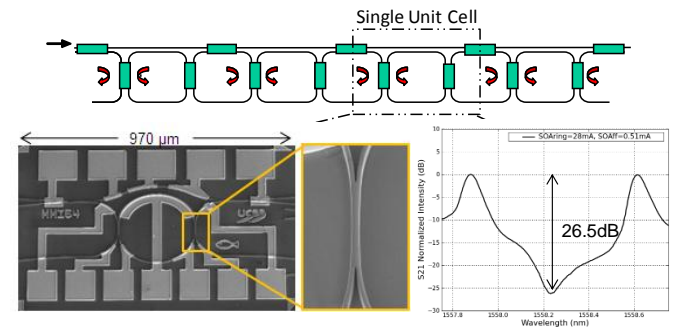 Single Unit Cell
970 µm
MMI64
UCSB
S21 Normalized Intensity (dB)
10
5
0
−5
−10
−15
−20
−25
−30
SOAring=28mA, SOAff=0.51mA
26.5dB
1557.8
1558.0
1558.2
1558.4
1558.6
Wavelength (nm)